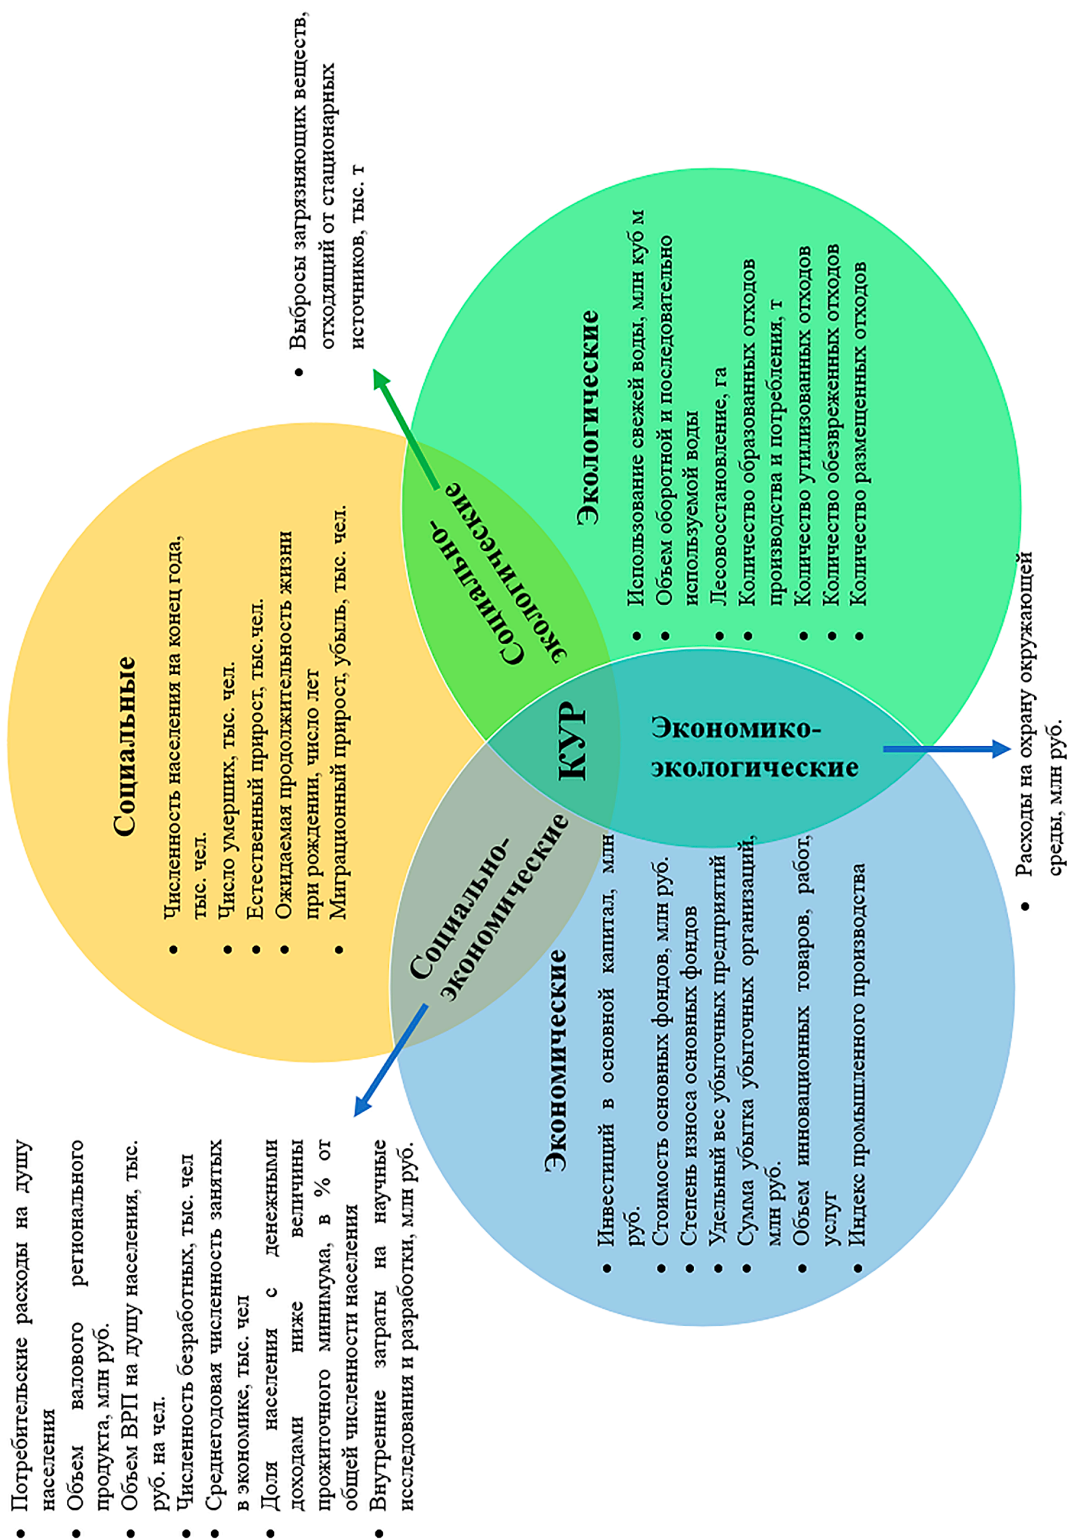 • Потребительские расходы на душу
населения
• Объем валового регионального
продукта, млн руб.
• Объем ВРП на душу населения, тыс.
руб. на чел.
• Численность безработных, тыс. чел
• Среднегодовая численность занятых
в экономике, тыс. чел
• Доля населения с денежными
доходами ниже величины
прожиточного минимума, в % от
общей численности населения
• Внутренние затраты на научные
исследования и разработки, млн руб.
Социальные
• Численность населения на конец года,
тыс. чел.
• Число умерших, тыс. чел.
• Естественный прирост, тыс.чел.
• Ожидаемая продолжительность жизни
при рождении, число лет
• Миграционный прирост, убыль, тыс. чел.
• Выбросы загрязняющих веществ,
отходящий от стационарных
источников, тыс. т
Социально-
экономические
Социально-
экологические
КУР
Экономические
• Инвестиций в основной капитал, млн
руб.
• Стоимость основных фондов, млн руб.
• Степень износа основных фондов
• Удельный вес убыточных предприятий
• Сумма убытка убыточных организаций,
млн руб.
• Объем инновационных товаров, работ,
услуг
• Индекс промышленного производства
Экономико-
экологические
Экологические
• Использование свежей воды, млн куб м
• Объем оборотной и последовательно
используемой воды
• Лесовосстановление, га
• Количество образованных отходов
производства и потребления, т
• Количество утилизованных отходов
• Количество обезвреженных отходов
• Количество размещенных отходов
• Расходы на охрану окружающей
среды, млн руб.